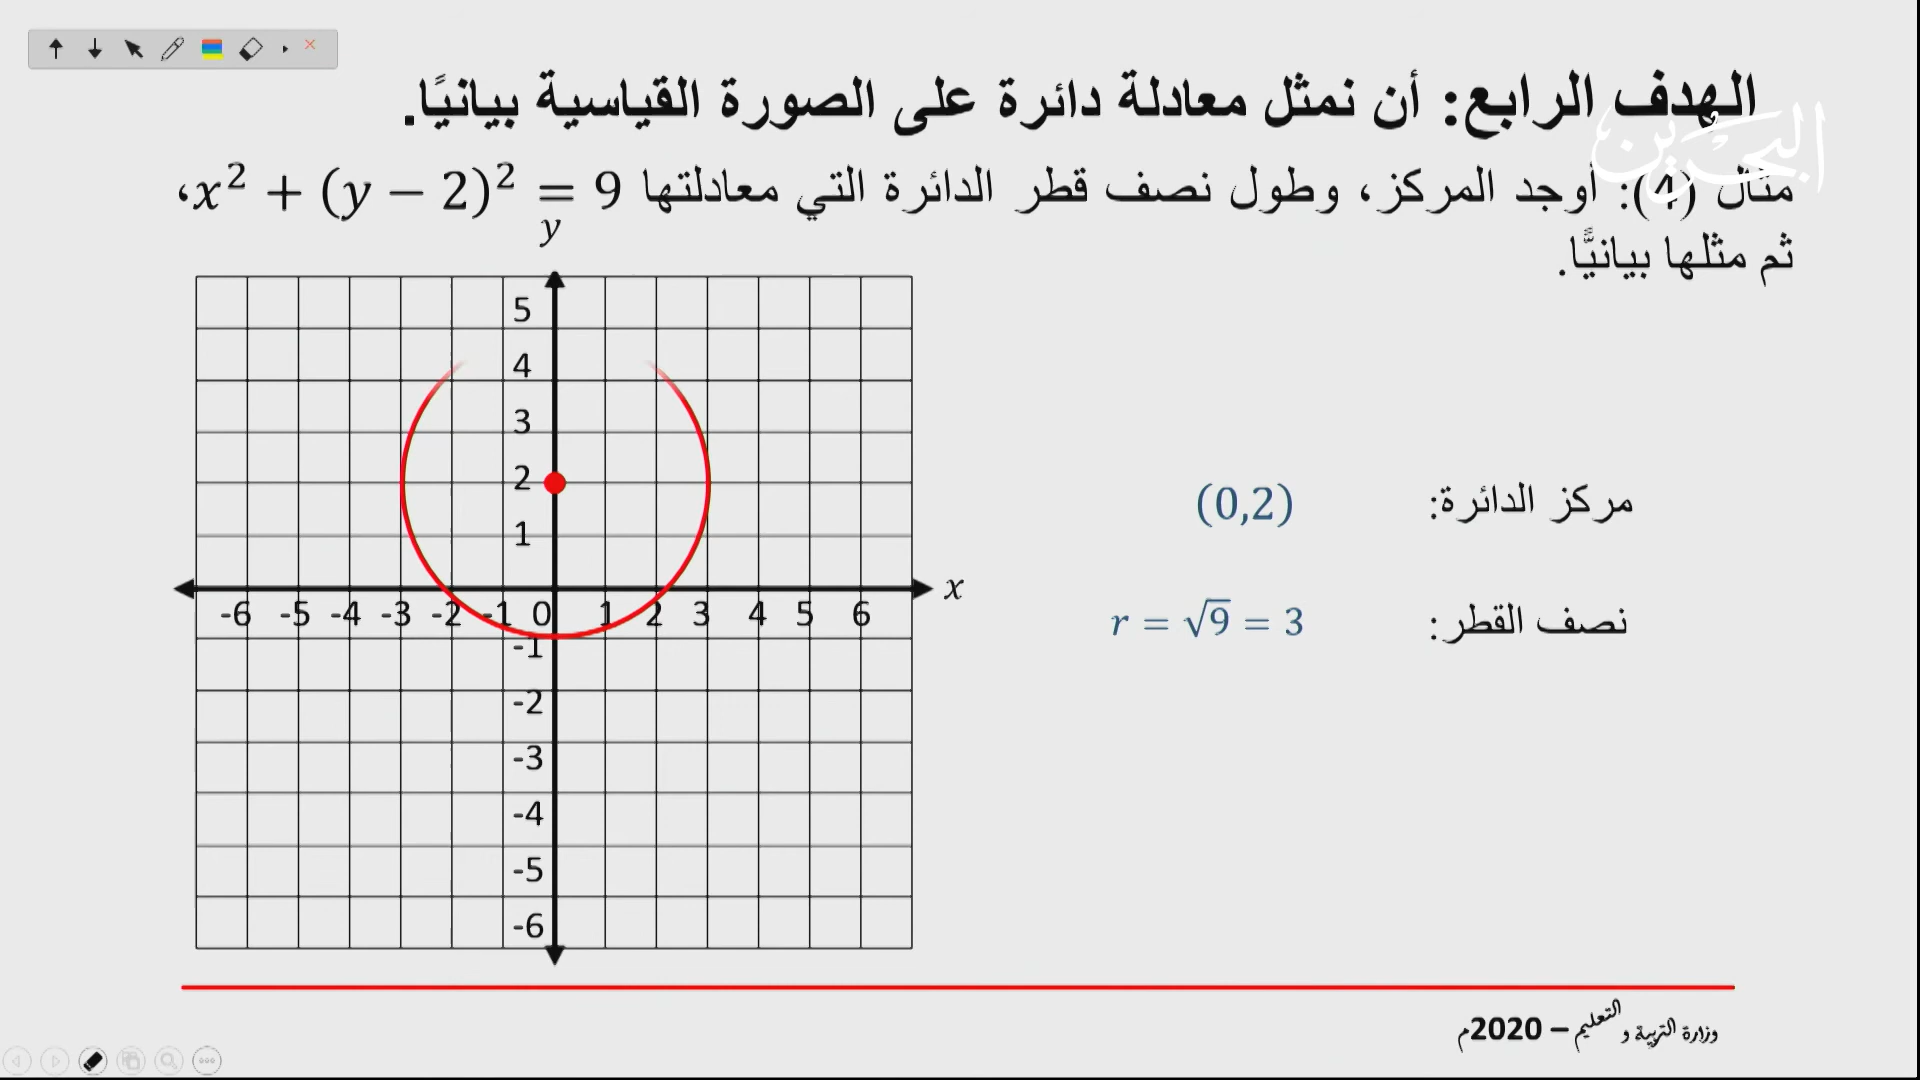 الهدف الرابع: أن نمثل معادلة دائرة على الصورة القياسية بيانيًا.
البحرين
مثال (4): أوجد المركز، وطول نصف قطر الدائرة التي معادلتها x² + (y − 2)² = 9،
ثم مثلها بيانيًّا.
y
5
4
3
2
1
x
-6 -5 -4 -3 -2 -1 0 1 2 3 4 5 6
-1
-2
-3
-4
-5
-6
مركز الدائرة: (0,2)
نصف القطر: r = √9 = 3
وزارة التربية و التعليم – 2020م